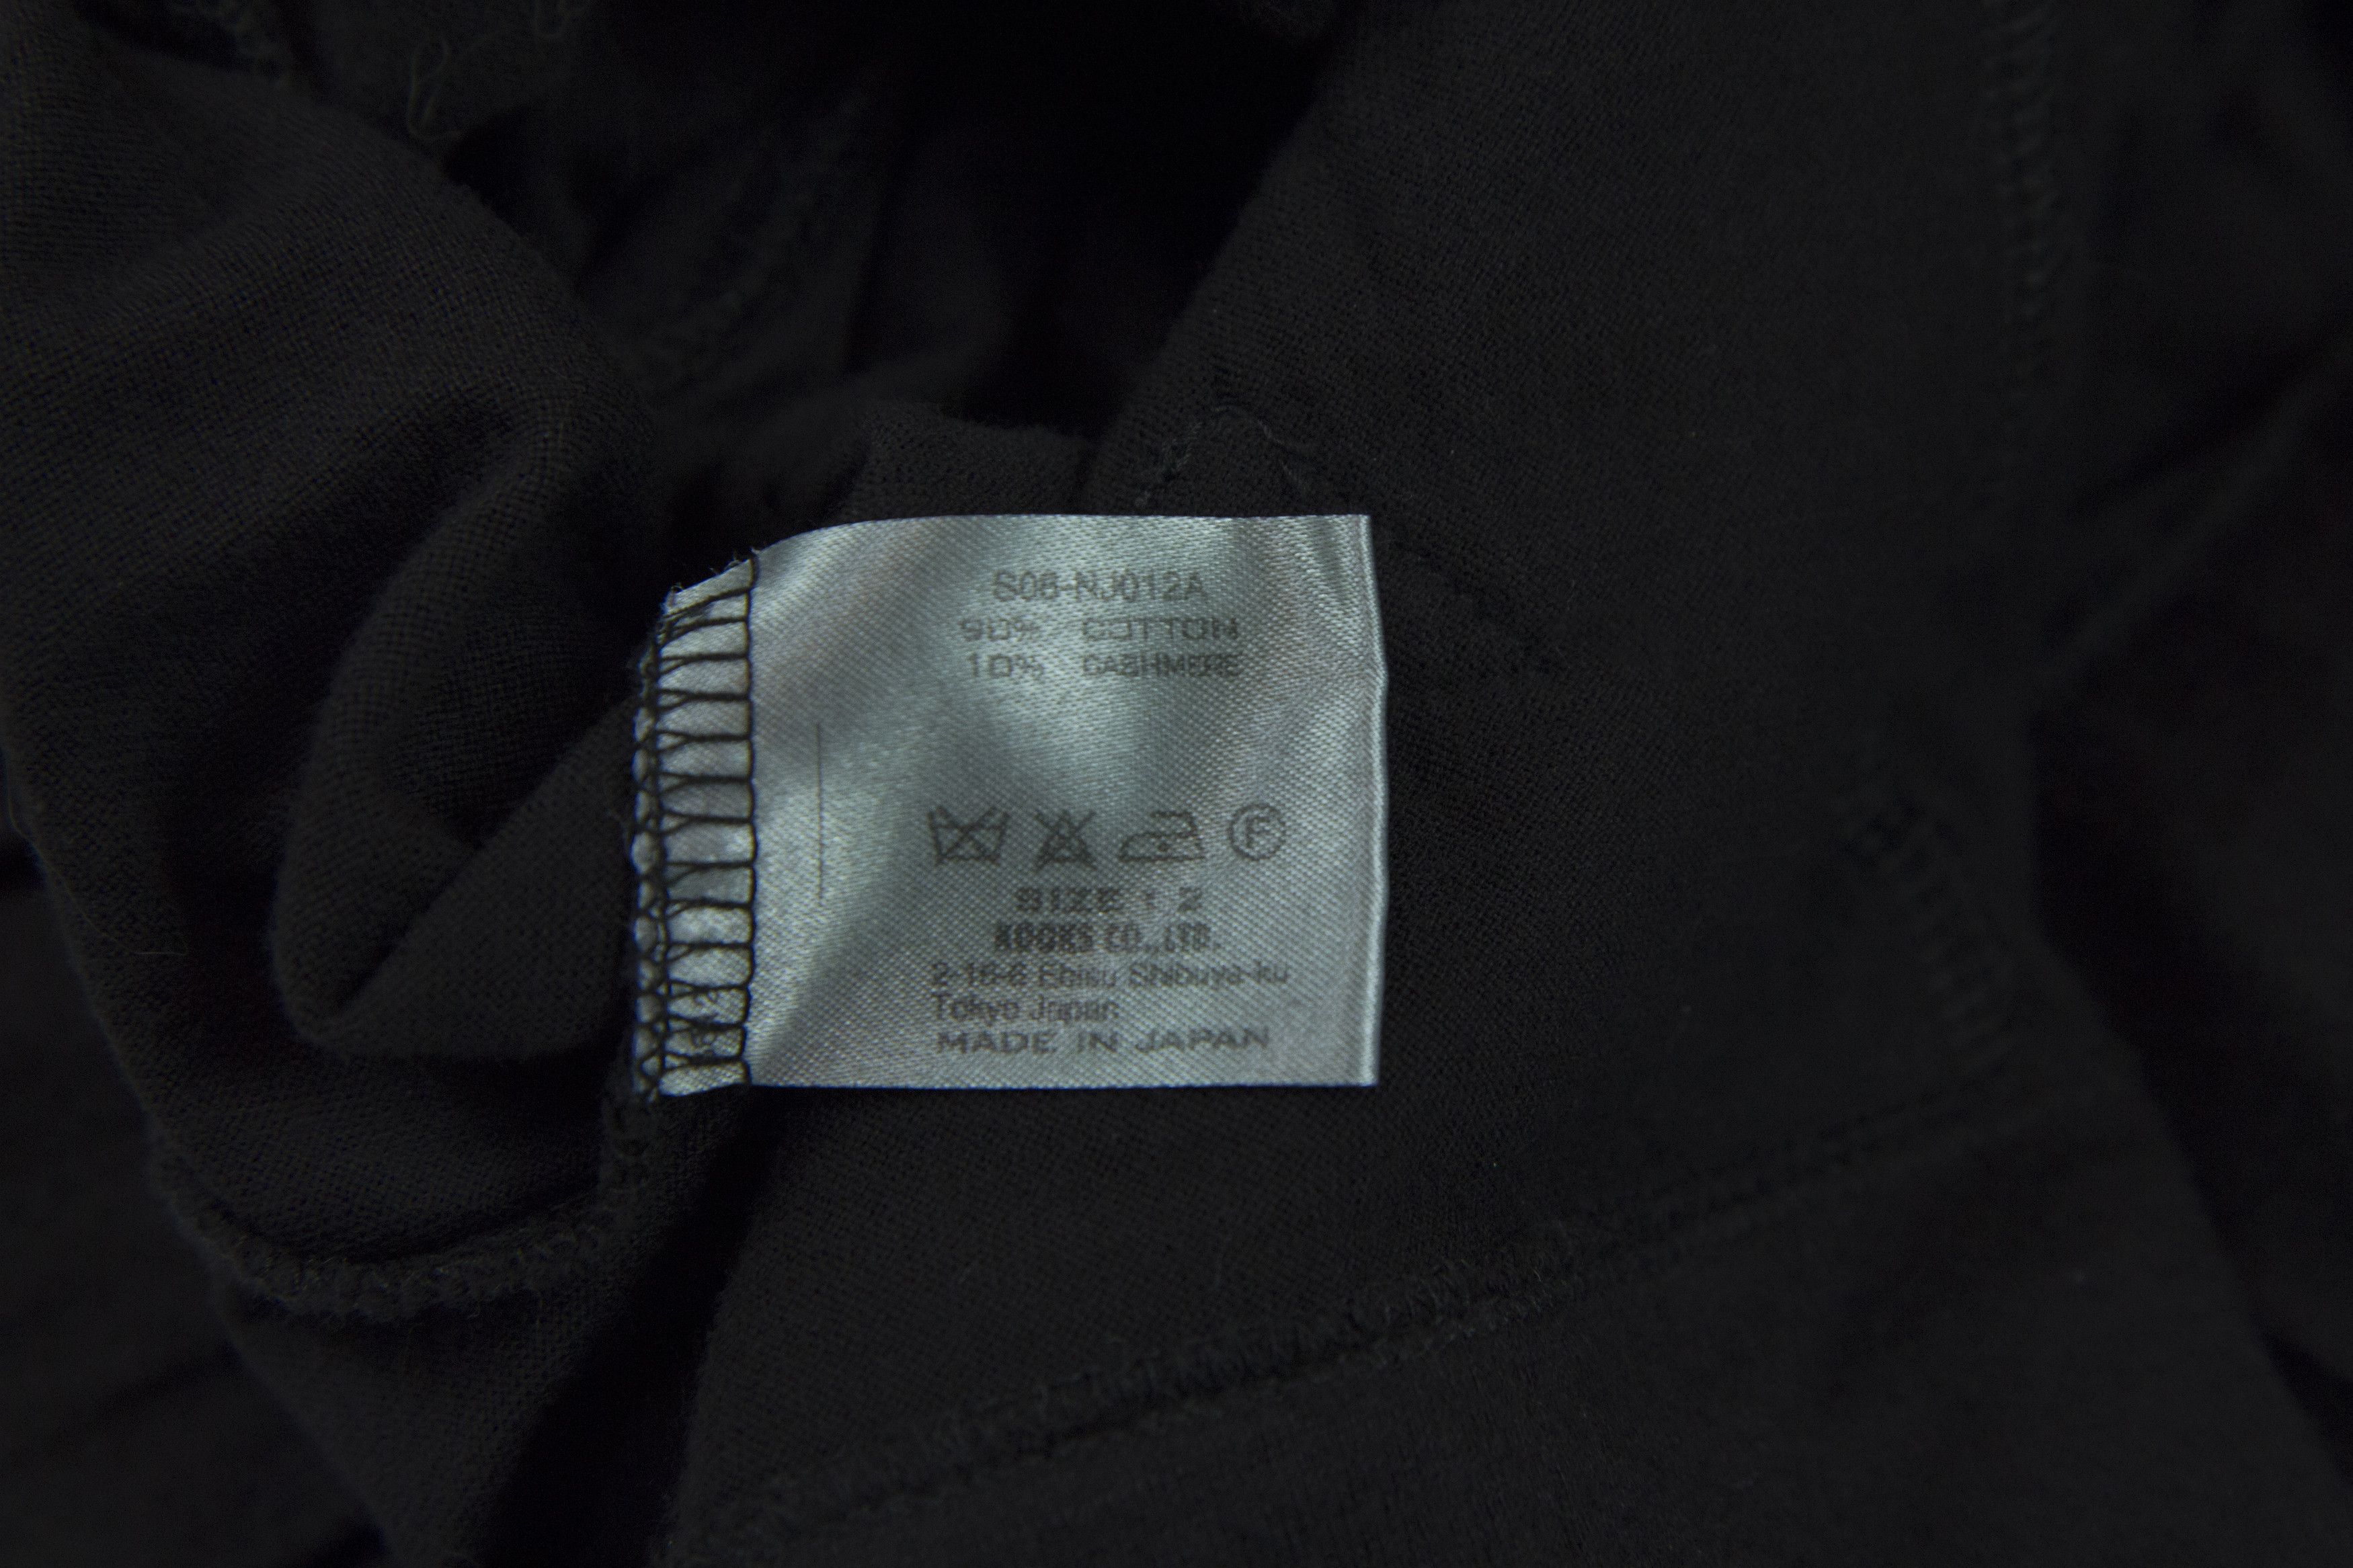 S06-NJ012A
90% COTTON
10% CASHMERE
F
SIZE : 2
KOOKS CO.,LTD.
2-16-6 Ebisu Shibuya-ku
Tokyo Japan
MADE IN JAPAN